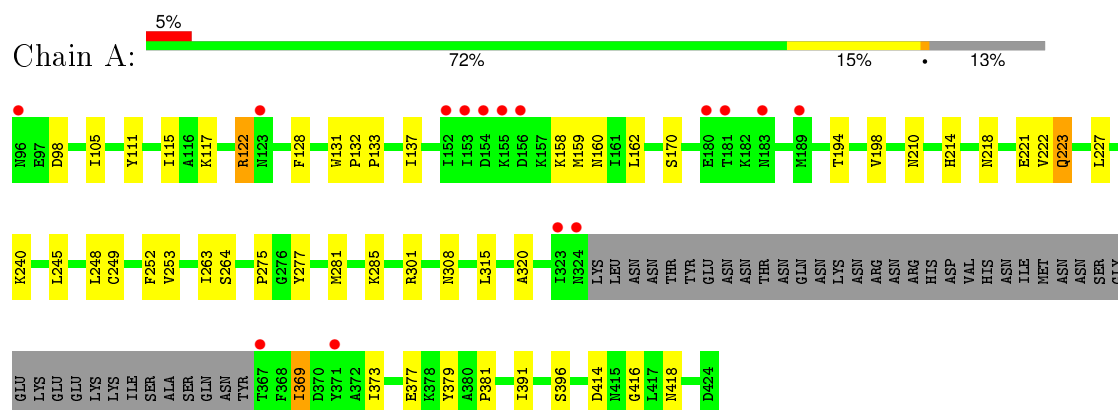 5%
Chain A:
72% 15% • 13%
N96 E97 D98 I105 Y111 I115 A116 K117 R122 N123 F128 W131 P132 P133 I137 I152 I153 D154 K155 D156 K157 K158 M159 N160 I161 L162 S170 E180 T181 K182 N183 M189 T194 V198 N210 H214 N218 E221 V222 Q223 L227
K240 L245 L248 C249 F252 V253 I263 S264 P275 G276 Y277 M281 K285 R301 N308 L315 A320 I323 N324 LYS LEU ASN ASN THR TYR GLU ASN ASN THR ASN GLN ASN LYS ASN ARG ASN ARG HIS ASP VAL HIS ASN ILE MET ASN ASN SER GLY
GLU LYS GLU GLU LYS LYS ILE SER ALA SER GLN ASN TYR T367 F368 I369 D370 Y371 A372 I373 E377 K378 Y379 A380 P381 I391 S396 D414 N415 G416 L417 N418 D424